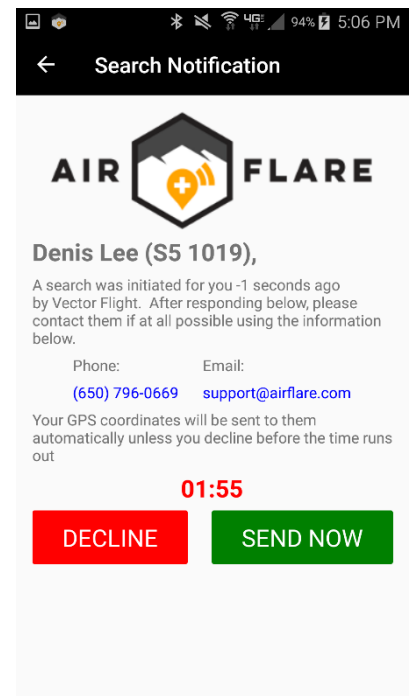 4G 94% 5:06 PM
Search Notification
AIR FLARE
Denis Lee (S5 1019),
A search was initiated for you -1 seconds ago
by Vector Flight.  After responding below, please
contact them if at all possible using the information
below.
Phone: Email:
(650) 796-0669 support@airflare.com
Your GPS coordinates will be sent to them
automatically unless you decline before the time runs
out
01:55
DECLINE SEND NOW